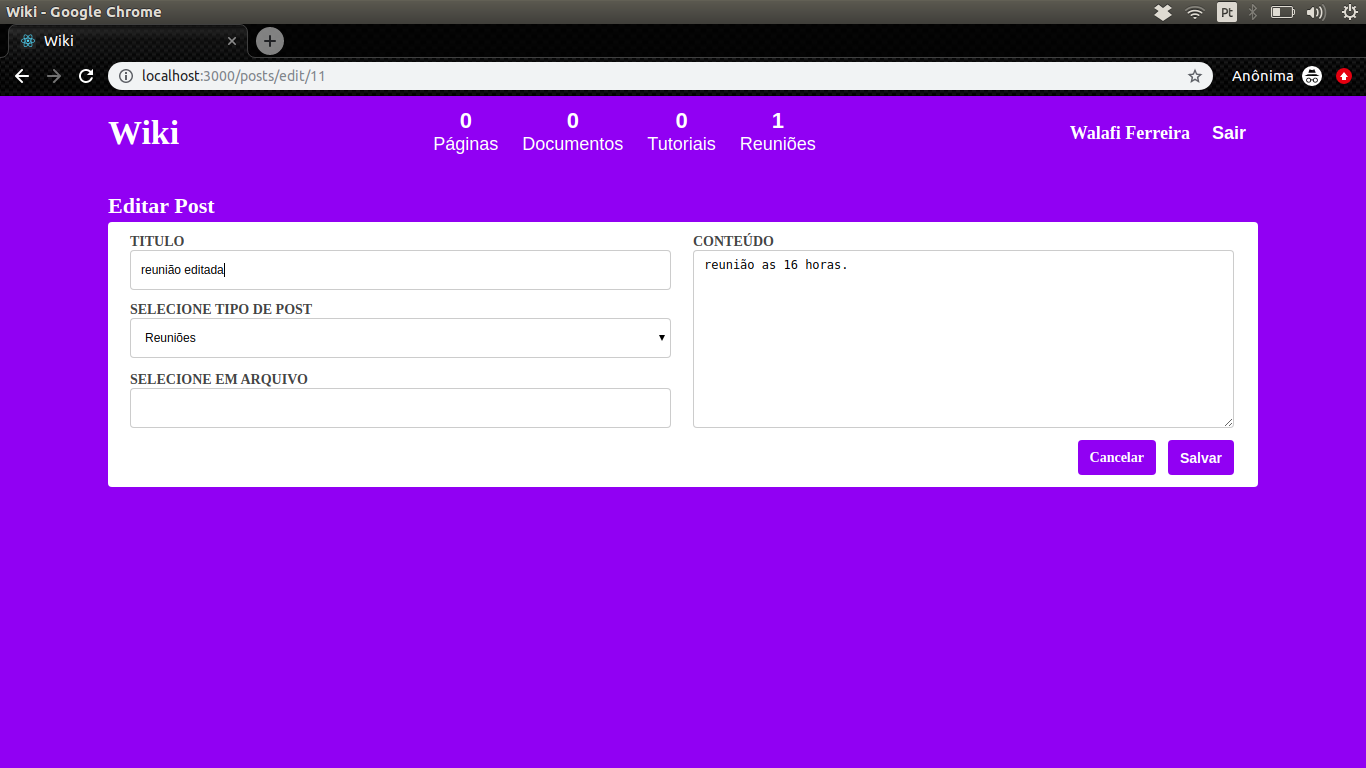 Wiki - Google Chrome
Pt
Wiki
localhost:3000/posts/edit/11
Anônima
Wiki
0 0 0 1
Páginas Documentos Tutoriais Reuniões
Walafi Ferreira Sair
Editar Post
TITULO
reunião editada
SELECIONE TIPO DE POST
Reuniões
SELECIONE EM ARQUIVO
CONTEÚDO
reunião as 16 horas.
Cancelar Salvar